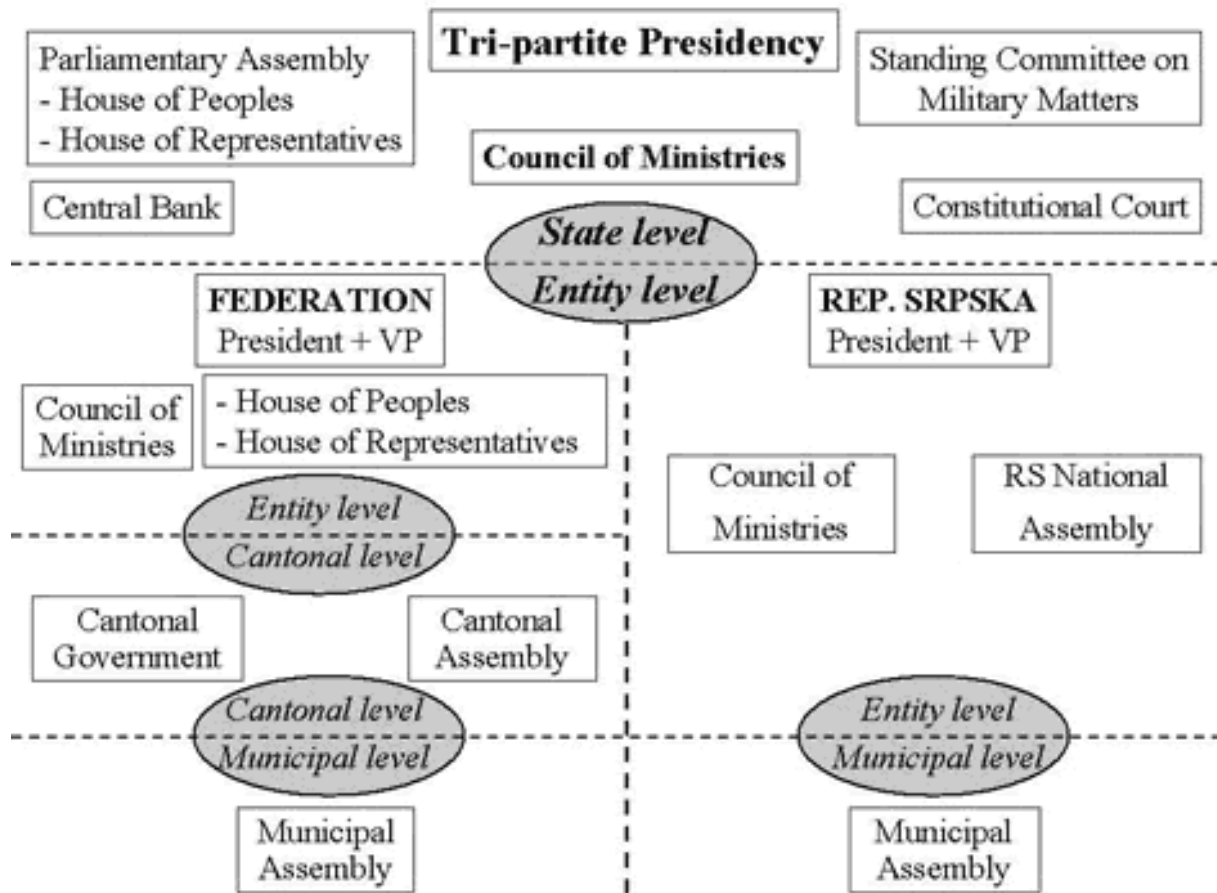 Tri-partite Presidency
Parliamentary Assembly
- House of Peoples
- House of Representatives
Standing Committee on
Military Matters
Council of Ministries
Central Bank
Constitutional Court
State level
Entity level
FEDERATION
President + VP
REP. SRPSKA
President + VP
Council of
Ministries
- House of Peoples
- House of Representatives
Council of
Ministries
RS National
Assembly
Entity level
Cantonal level
Cantonal
Government
Cantonal
Assembly
Cantonal level
Municipal level
Entity level
Municipal level
Municipal
Assembly
Municipal
Assembly